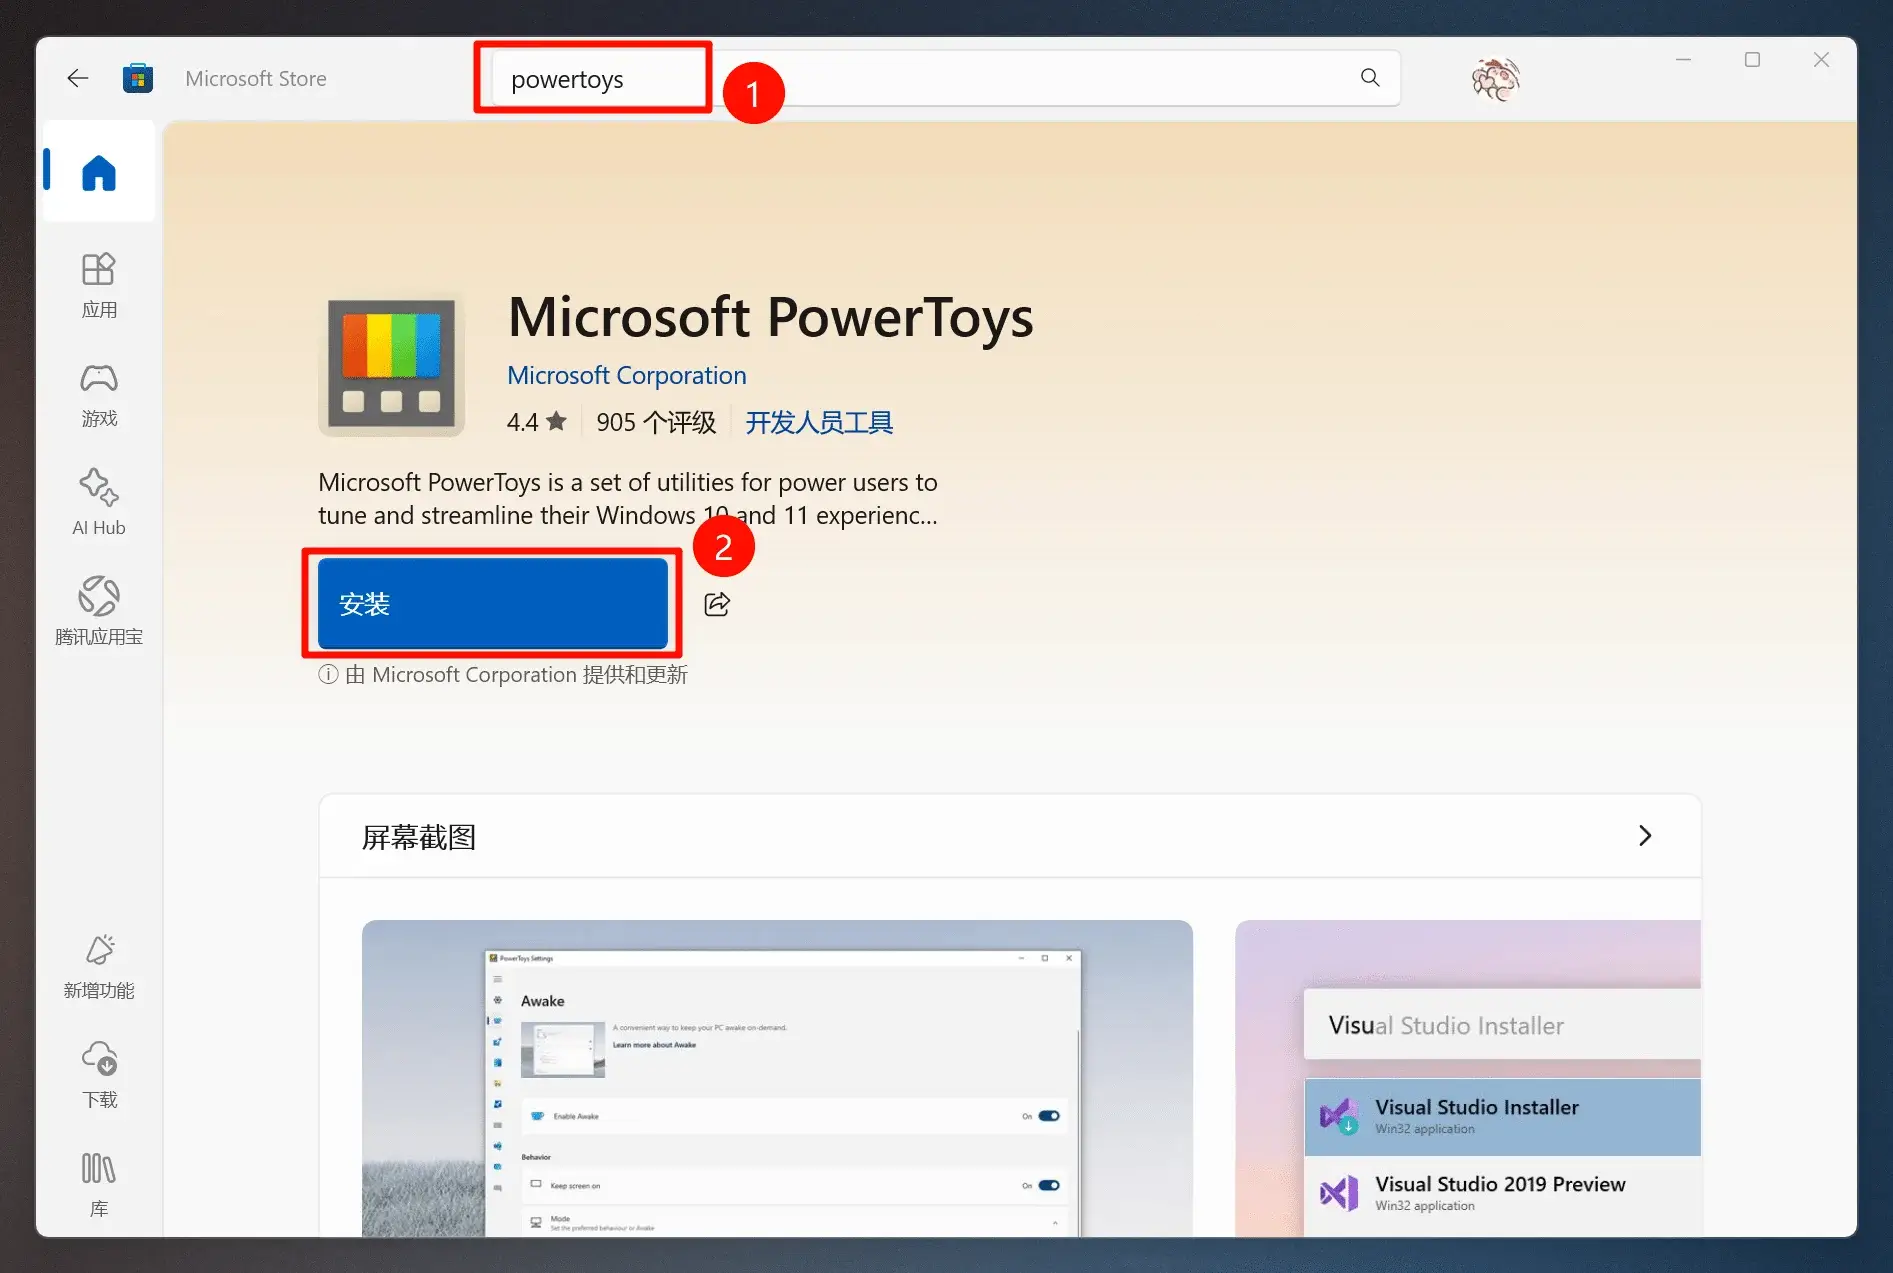 Microsoft Store
powertoys
1
应用
游戏
AI Hub
腾讯应用宝
新增功能
下载
库
Microsoft PowerToys
Microsoft Corporation
4.4 ★ 905 个评级 开发人员工具
Microsoft PowerToys is a set of utilities for power users to
tune and streamline their Windows 10 and 11 experienc...
2
安装
由 Microsoft Corporation 提供和更新
屏幕截图
PowerToys Settings
Awake
A convenient way to keep your PC awake on-demand.
Learn more about Awake
Enable Awake On
Behavior
Keep screen on On
Mode
Set the preferred behaviour or Awake
Visual Studio Installer
Visual Studio Installer
Win32 application
Visual Studio 2019 Preview
Win32 application